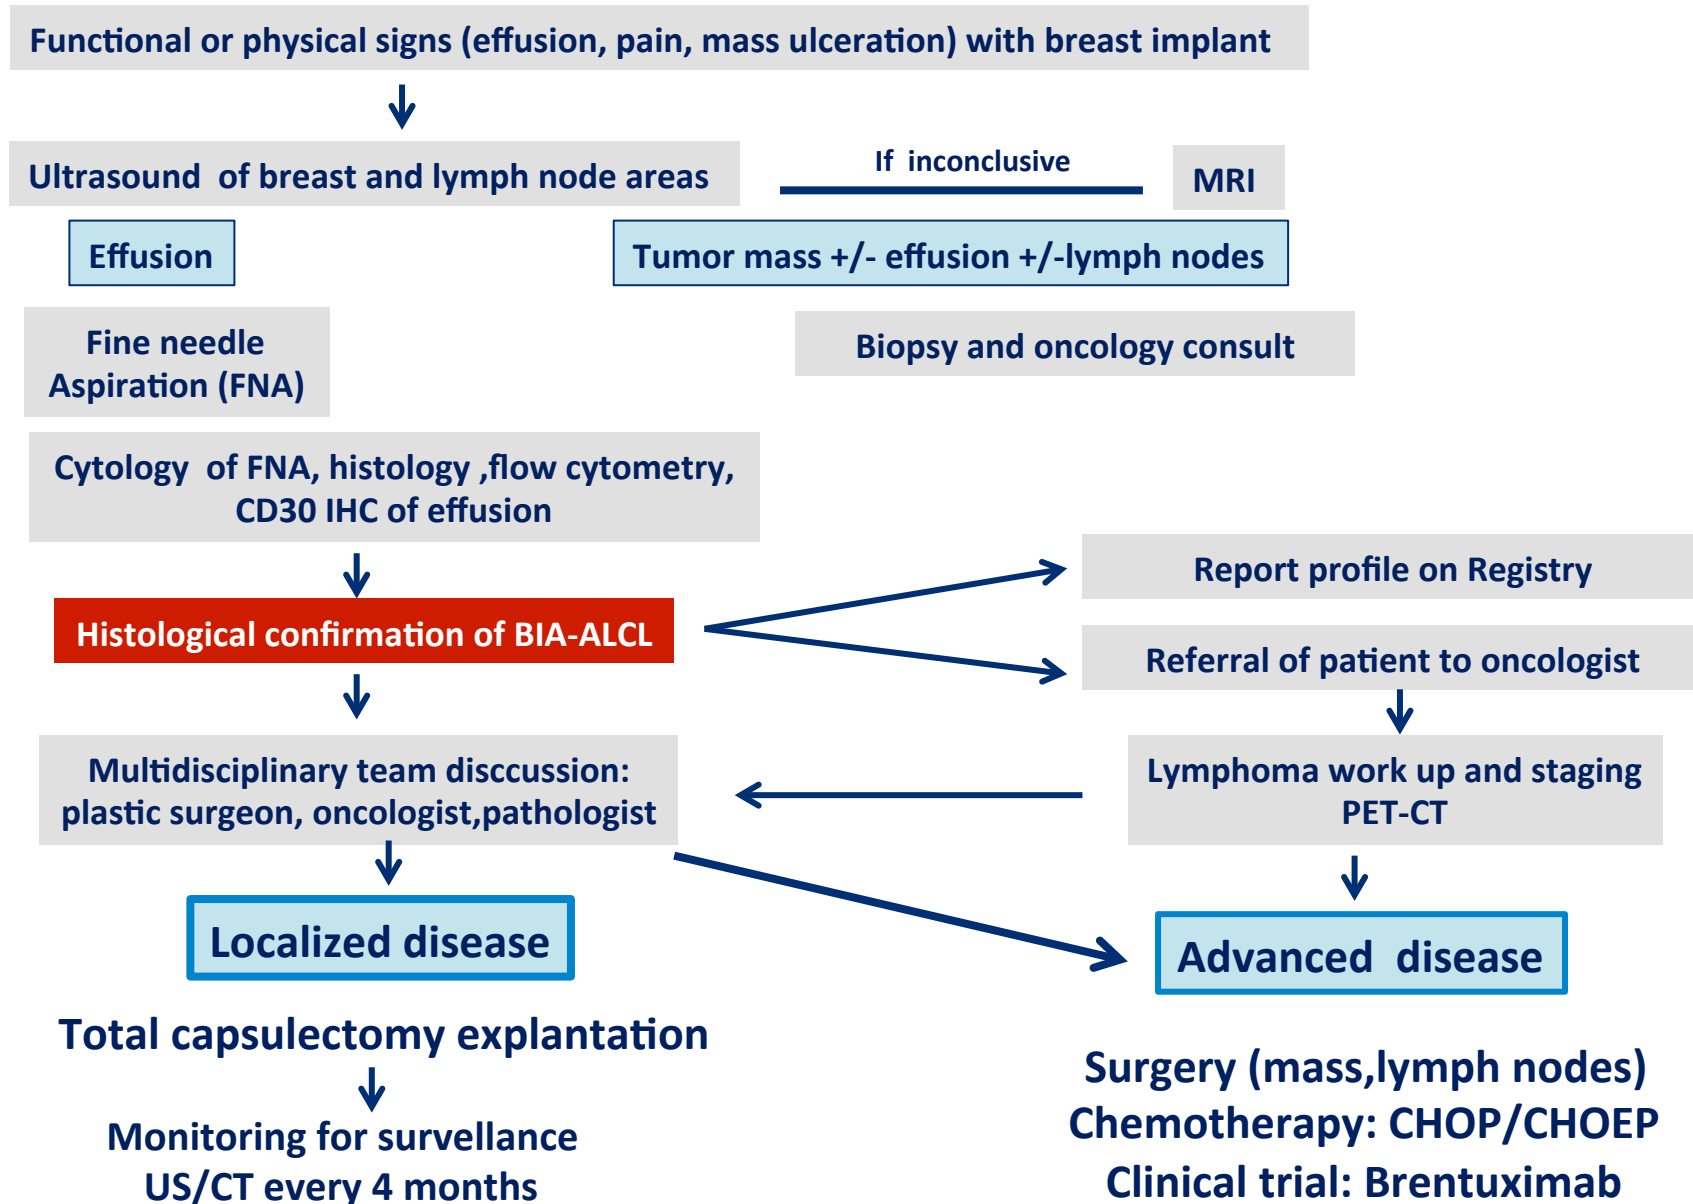 Functional or physical signs (effusion, pain, mass ulceration) with breast implant
Ultrasound of breast and lymph node areas
If inconclusive
MRI
Effusion
Tumor mass +/- effusion +/-lymph nodes
Fine needle
Aspiration (FNA)
Biopsy and oncology consult
Cytology of FNA, histology ,flow cytometry,
CD30 IHC of effusion
Report profile on Registry
Histological confirmation of BIA-ALCL
Referral of patient to oncologist
Multidisciplinary team disccussion:
plastic surgeon, oncologist,pathologist
Lymphoma work up and staging
PET-CT
Localized disease
Advanced disease
Total capsulectomy explantation
Monitoring for survellance
US/CT every 4 months
Surgery (mass,lymph nodes)
Chemotherapy: CHOP/CHOEP
Clinical trial: Brentuximab